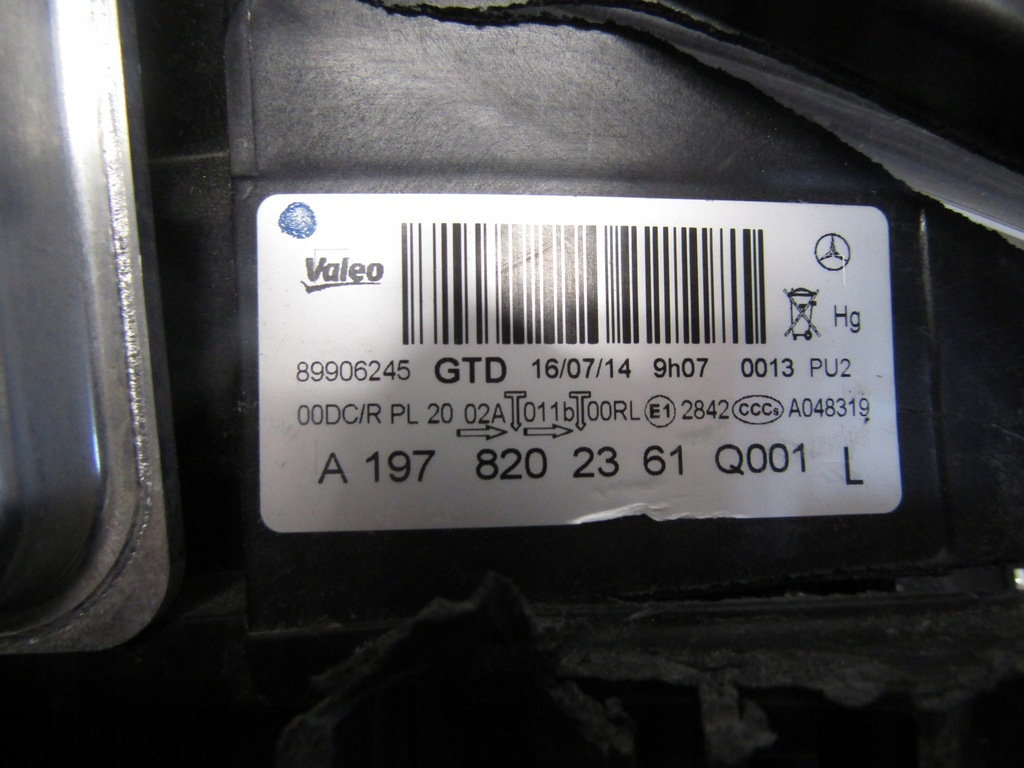 Valeo
Hg
89906245 GTD 16/07/14 9h07 0013 PU2
00DC/R PL 20 02A 011b 00RL E1 2842 CCCs A048319
A 197 820 23 61 Q001 L